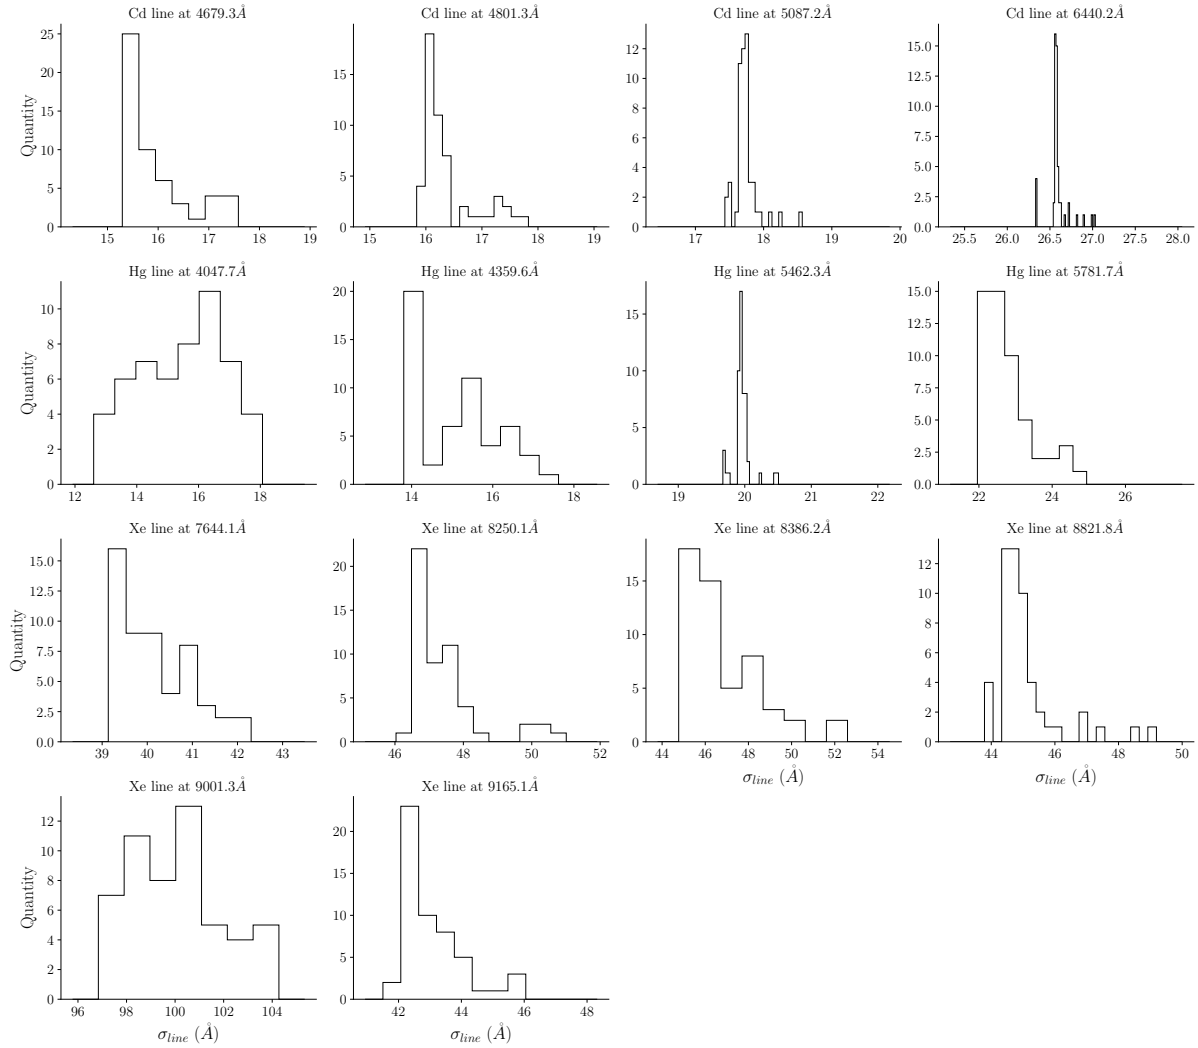 Cd line at 4679.3Å
Cd line at 4801.3Å
Cd line at 5087.2Å
Cd line at 6440.2Å
Quantity
25
20
15
10
5
0
15 16 17 18 19
15
10
5
0
15 16 17 18 19
12
10
8
6
4
2
0
17 18 19 20
15.0
12.5
10.0
7.5
5.0
2.5
0.0
25.5 26.0 26.5 27.0 27.5 28.0
Hg line at 4047.7Å
Hg line at 4359.6Å
Hg line at 5462.3Å
Hg line at 5781.7Å
Quantity
10
8
6
4
2
0
12 14 16 18
20
15
10
5
0
14 16 18
15
10
5
0
19 20 21 22
15.0
12.5
10.0
7.5
5.0
2.5
0.0
22 24 26
Xe line at 7644.1Å
Xe line at 8250.1Å
Xe line at 8386.2Å
Xe line at 8821.8Å
Quantity
15.0
12.5
10.0
7.5
5.0
2.5
0.0
39 40 41 42 43
20
15
10
5
0
46 48 50 52
15
10
5
0
44 46 48 50 52 54
σline (Å)
12
10
8
6
4
2
0
44 46 48 50
σline (Å)
Xe line at 9001.3Å
Xe line at 9165.1Å
Quantity
12
10
8
6
4
2
0
96 98 100 102 104
σline (Å)
20
15
10
5
0
42 44 46 48
σline (Å)